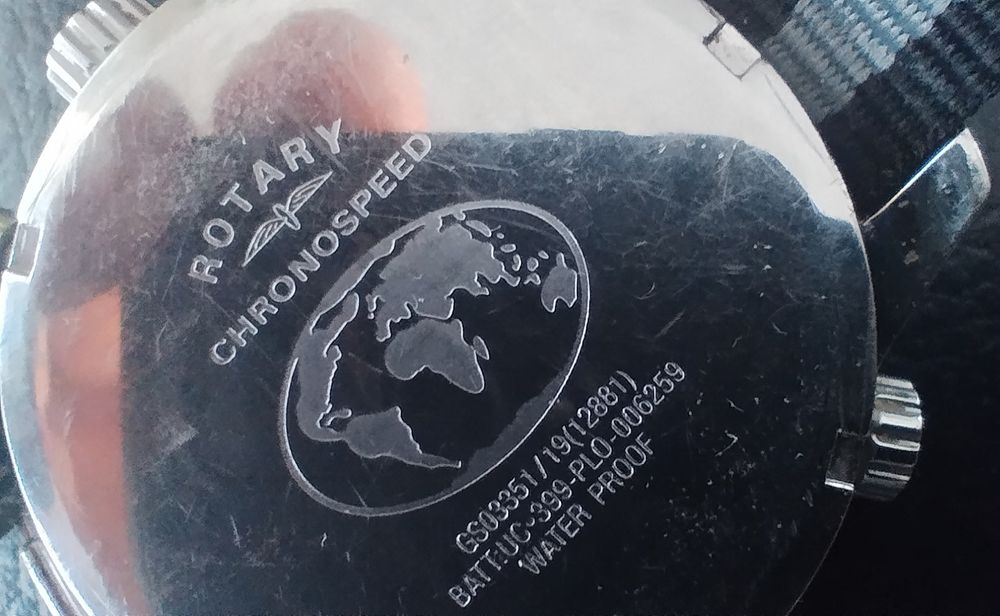 ROTARY
CHRONOSPEED
GS03351/19(12881)
BATT:UC-399-PLO-006259
WATER PROOF